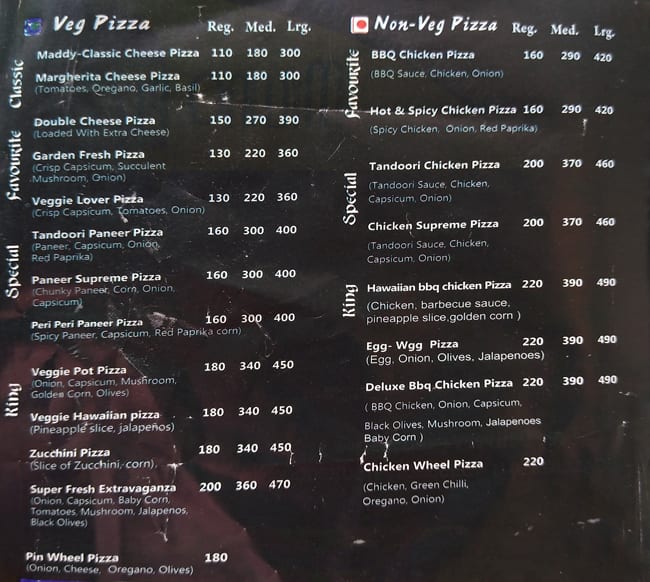 Veg Pizza Reg. Med. Lrg.
Classic
Maddy-Classic Cheese Pizza 110 180 300
Margherita Cheese Pizza 110 180 300
(Tomatoes, Oregano, Garlic, Basil)
Favourite
Double Cheese Pizza 150 270 390
(Loaded With Extra Cheese)
Garden Fresh Pizza 130 220 360
(Crisp Capsicum, Succulent
Mushroom, Onion)
Veggie Lover Pizza 130 220 360
(Crisp Capsicum, Tomatoes, Onion)
Special
Tandoori Paneer Pizza 160 300 400
(Paneer, Capsicum, Onion,
Red Paprika)
Paneer Supreme Pizza 160 300 400
(Chunky Paneer, Corn, Onion,
Capsicum)
Peri Peri Paneer Pizza 160 300 400
(Spicy Paneer, Capsicum, Red Paprika corn)
King
Veggie Pot Pizza 180 340 450
(Onion, Capsicum, Mushroom,
Golden Corn, Olives)
Veggie Hawaiian pizza 180 340 450
(Pineapple slice, jalapeños)
Zucchini Pizza 180 340 450
(Slice of Zucchini, corn)
Super Fresh Extravaganza 200 360 470
(Onion, Capsicum, Baby Corn,
Tomatoes, Mushroom, Jalapenos,
Black Olives)
Pin Wheel Pizza 180
(Onion, Cheese, Oregano, Olives)
Non-Veg Pizza Reg. Med. Lrg.
Favourite
BBQ Chicken Pizza 160 290 420
(BBQ Sauce, Chicken, Onion)
Hot & Spicy Chicken Pizza 160 290 420
(Spicy Chicken, Onion, Red Paprika)
Special
Tandoori Chicken Pizza 200 370 460
(Tandoori Sauce, Chicken,
Capsicum, Onion)
Chicken Supreme Pizza 200 370 460
(Tandoori Sauce, Chicken,
Capsicum, Onion)
King
Hawaiian bbq chicken Pizza 220 390 490
(Chicken, barbecue sauce,
pineapple slice,golden corn )
Egg- Wgg Pizza 220 390 490
(Egg, Onion, Olives, Jalapenoes)
Deluxe Bbq Chicken Pizza 220 390 490
( BBQ Chicken, Onion, Capsicum,
Black Olives, Mushroom, Jalapenoes
Baby Corn )
Chicken Wheel Pizza 220
(Chicken, Green Chilli,
Oregano, Onion)